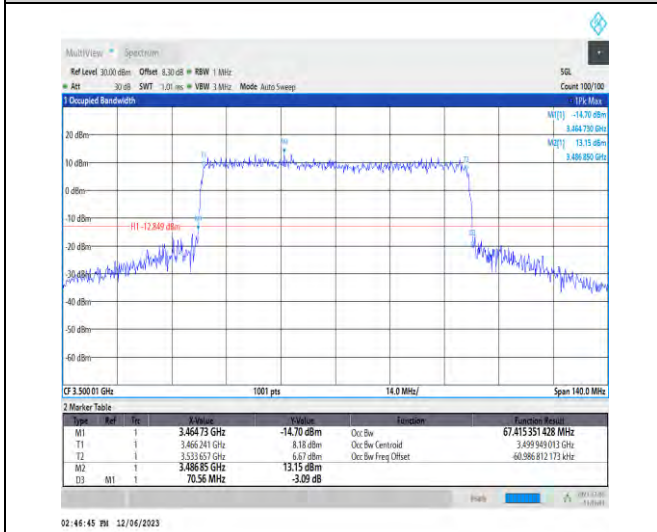 MultiView Spectrum
Ref Level 30.00 dBm Offset 8.30 dB RBW 1 MHz SGL
Att 30 dB SWT 1.01 ms VBW 3 MHz Mode Auto Sweep Count 100/100
1 Occupied Bandwidth 1Pk Max
M1[1] -14.70 dBm
3.464 730 GHz
M2[1] 13.15 dBm
3.486 850 GHz
20 dBm
10 dBm
0 dBm
-10 dBm
H1 -12.849 dBm
-20 dBm
-30 dBm
-40 dBm
-50 dBm
-60 dBm
CF 3.500 01 GHz 1001 pts 14.0 MHz/ Span 140.0 MHz
2 Marker Table
Type Ref Trc X-Value Y-Value Function Function Result
M1 1 3.464 73 GHz -14.70 dBm Occ Bw 67.415 351 428 MHz
T1 1 3.466 241 GHz 8.18 dBm Occ Bw Centroid 3.499 949 013 GHz
T2 1 3.533 657 GHz 6.67 dBm Occ Bw Freq Offset -60.986 812 173 kHz
M2 1 3.486 85 GHz 13.15 dBm
D3 M1 1 70.56 MHz -3.09 dB
02:46:45 12/06/2023